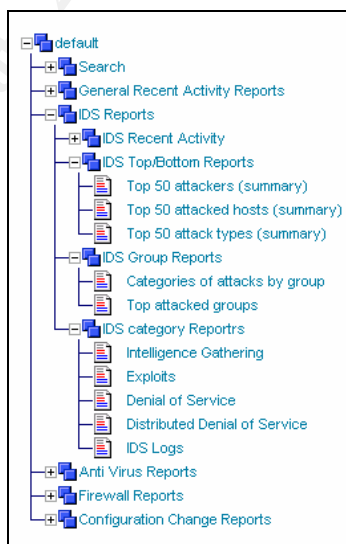 default
Search
General Recent Activity Reports
IDS Reports
IDS Recent Activity
IDS Top/Bottom Reports
Top 50 attackers (summary)
Top 50 attacked hosts (summary)
Top 50 attack types (summary)
IDS Group Reports
Categories of attacks by group
Top attacked groups
IDS category Reportrs
Intelligence Gathering
Exploits
Denial of Service
Distributed Denial of Service
IDS Logs
Anti Virus Reports
Firewall Reports
Configuration Change Reports